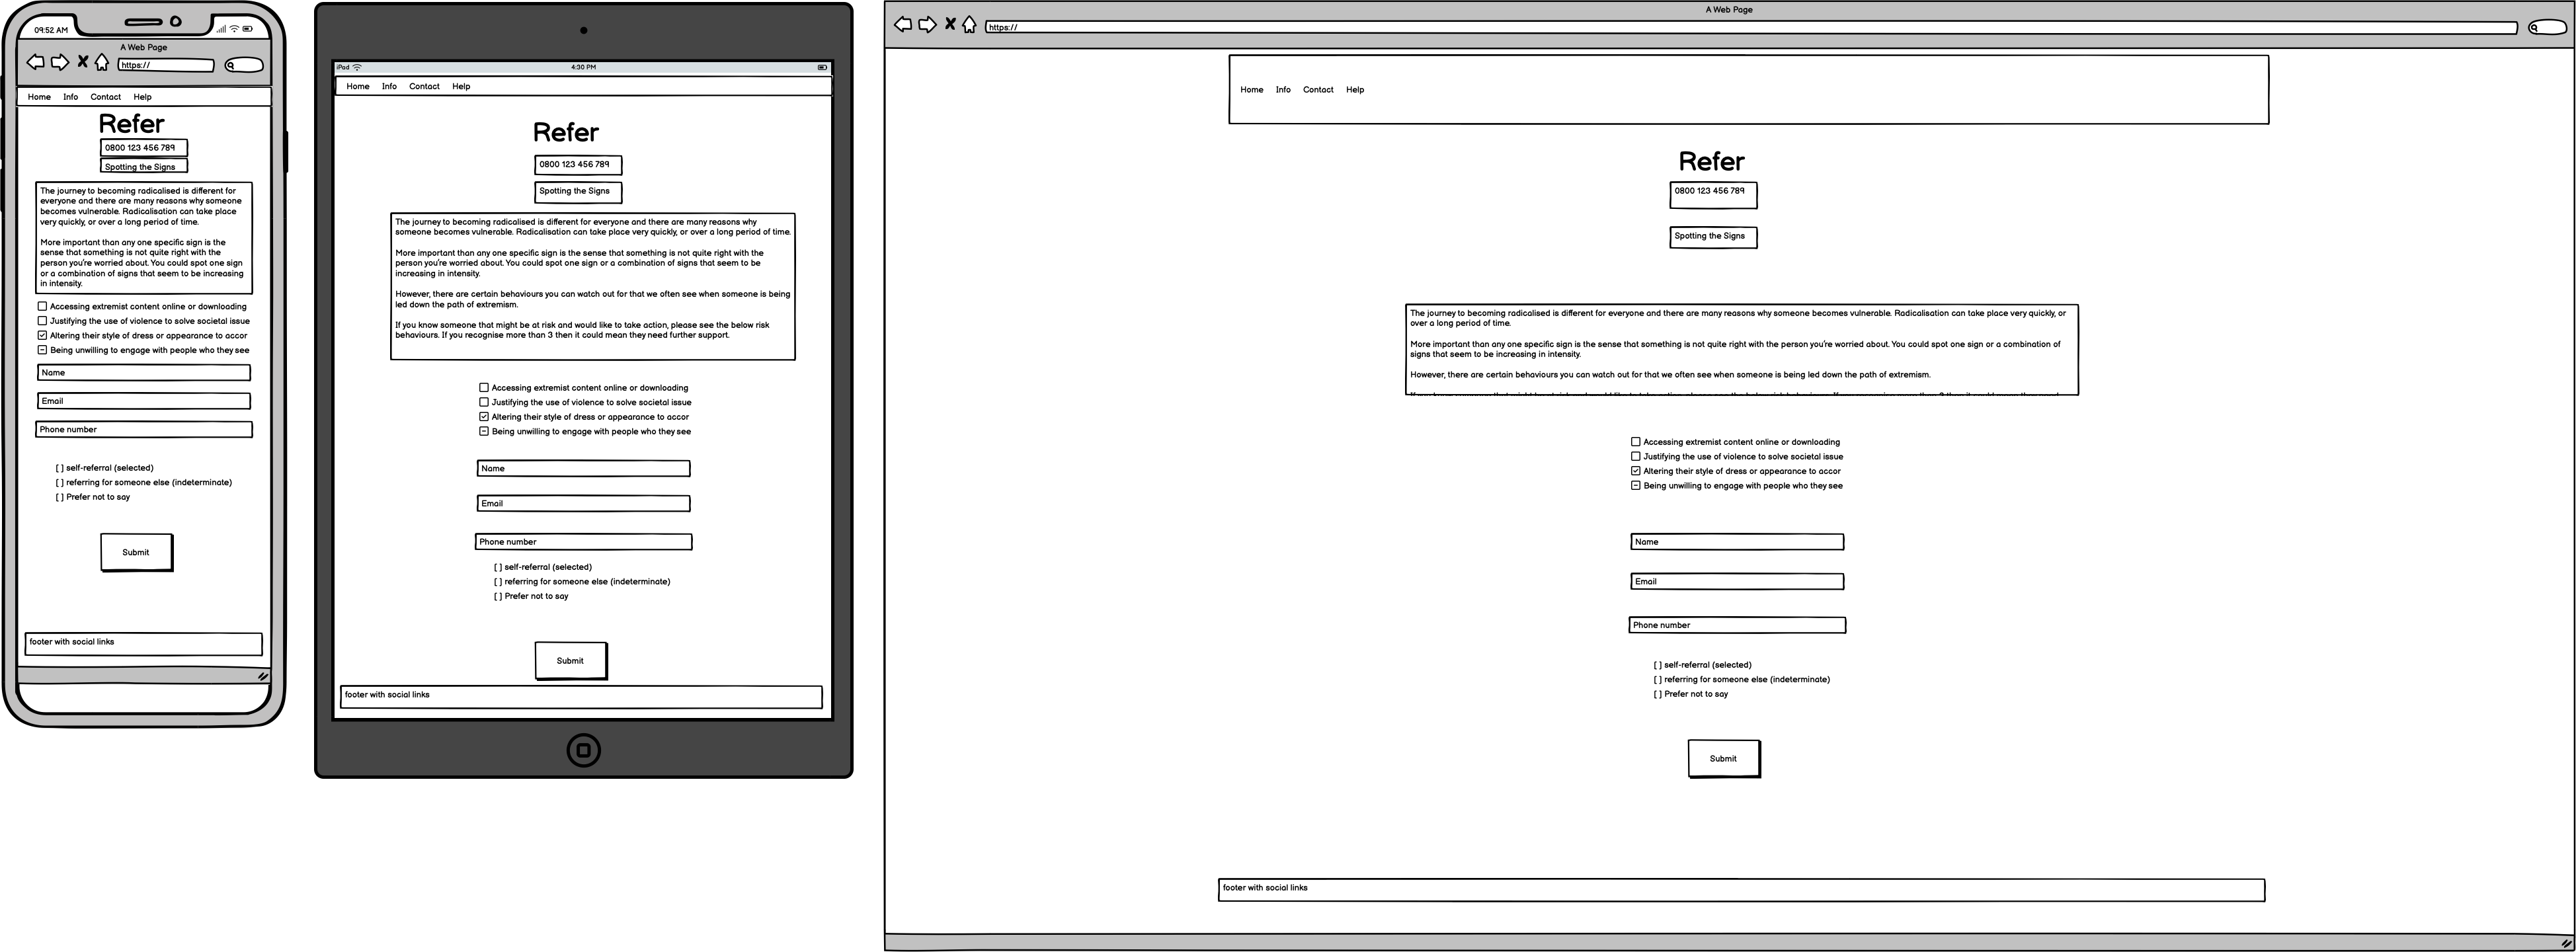 09:52 AM
A Web Page
https://
Home Info Contact Help
Refer
0800 123 456 789
Spotting the Signs
The journey to becoming radicalised is different for
everyone and there are many reasons why someone
becomes vulnerable. Radicalisation can take place
very quickly, or over a long period of time.
More important than any one specific sign is the
sense that something is not quite right with the
person you're worried about. You could spot one sign
or a combination of signs that seem to be increasing
in intensity.
Accessing extremist content online or downloading
Justifying the use of violence to solve societal issue
Altering their style of dress or appearance to accor
Being unwilling to engage with people who they see
Name
Email
Phone number
[ ] self-referral (selected)
[ ] referring for someone else (indeterminate)
[ ] Prefer not to say
Submit
footer with social links
iPad 4:30 PM
Home Info Contact Help
Refer
0800 123 456 789
Spotting the Signs
The journey to becoming radicalised is different for everyone and there are many reasons why
someone becomes vulnerable. Radicalisation can take place very quickly, or over a long period of time.
More important than any one specific sign is the sense that something is not quite right with the
person you're worried about. You could spot one sign or a combination of signs that seem to be
increasing in intensity.
However, there are certain behaviours you can watch out for that we often see when someone is being
led down the path of extremism.
If you know someone that might be at risk and would like to take action, please see the below risk
behaviours. If you recognise more than 3 then it could mean they need further support.
Accessing extremist content online or downloading
Justifying the use of violence to solve societal issue
Altering their style of dress or appearance to accor
Being unwilling to engage with people who they see
Name
Email
Phone number
[ ] self-referral (selected)
[ ] referring for someone else (indeterminate)
[ ] Prefer not to say
Submit
footer with social links
A Web Page
https://
Home Info Contact Help
Refer
0800 123 456 789
Spotting the Signs
The journey to becoming radicalised is different for everyone and there are many reasons why someone becomes vulnerable. Radicalisation can take place very quickly, or
over a long period of time.
More important than any one specific sign is the sense that something is not quite right with the person you're worried about. You could spot one sign or a combination of
signs that seem to be increasing in intensity.
However, there are certain behaviours you can watch out for that we often see when someone is being led down the path of extremism.
Accessing extremist content online or downloading
Justifying the use of violence to solve societal issue
Altering their style of dress or appearance to accor
Being unwilling to engage with people who they see
Name
Email
Phone number
[ ] self-referral (selected)
[ ] referring for someone else (indeterminate)
[ ] Prefer not to say
Submit
footer with social links